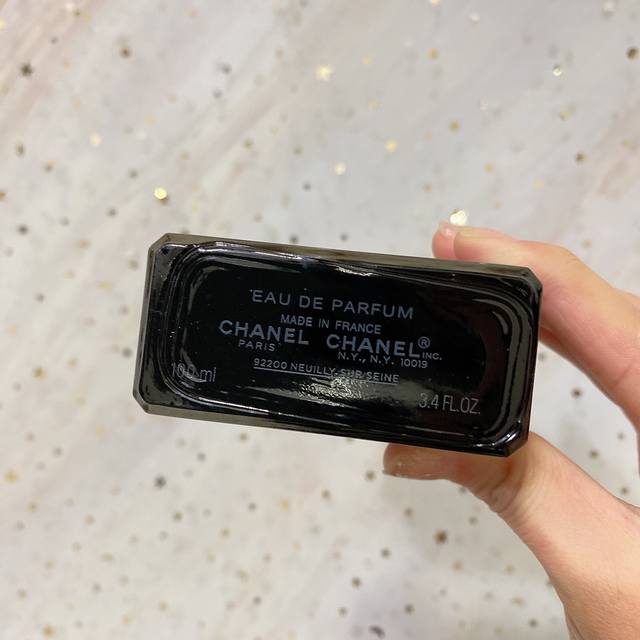 EAU DE PARFUM
MADE IN FRANCE
CHANEL CHANEL®INC.
PARIS N.Y., N.Y. 10019
92200 NEUILLY SUR SEINE
100 ml
3.4 FL.OZ.